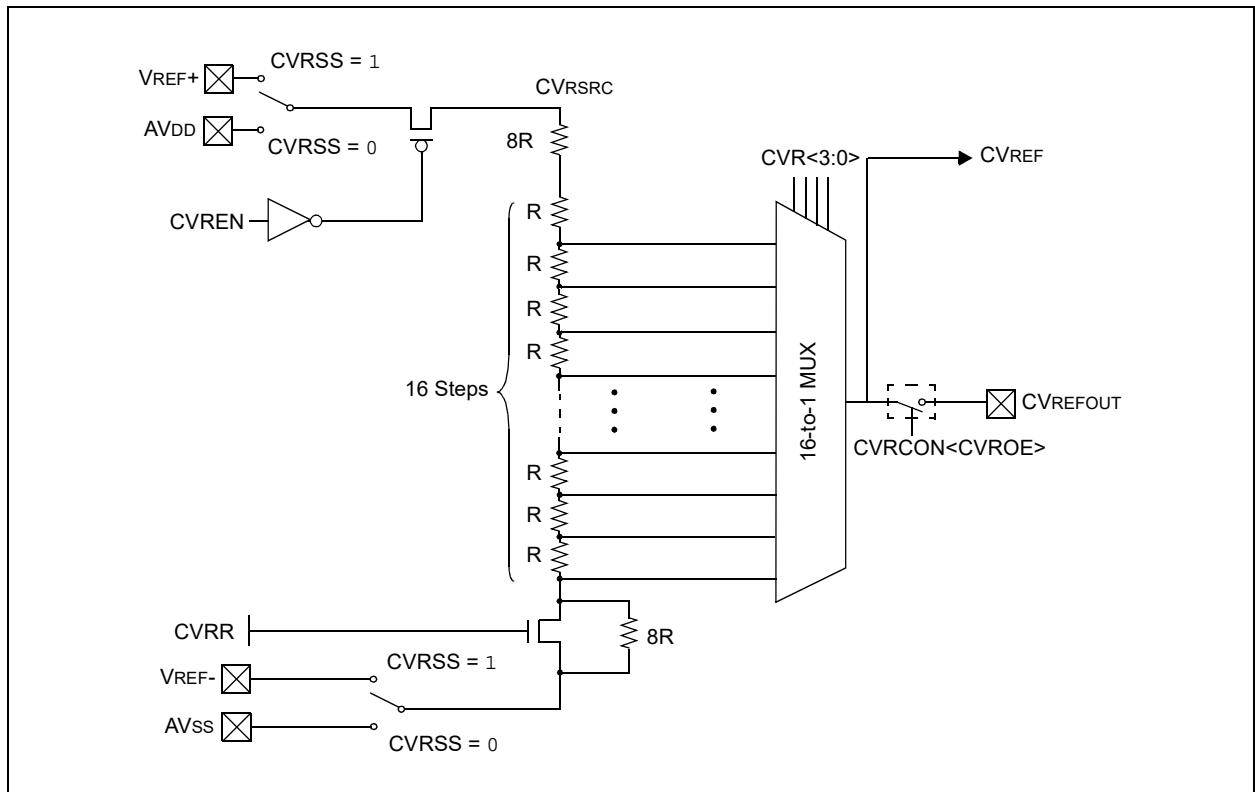 CVRSS = 1
VREF+
CVRSRC
AVDD
8R
CVRSS = 0
CVR<3:0>
CVREF
CVREN
R
R
R
R
16 Steps
16-to-1 MUX
CVREFOUT
CVRCON<CVROE>
R
R
R
CVRR
8R
CVRSS = 1
VREF-
AVSS
CVRSS = 0